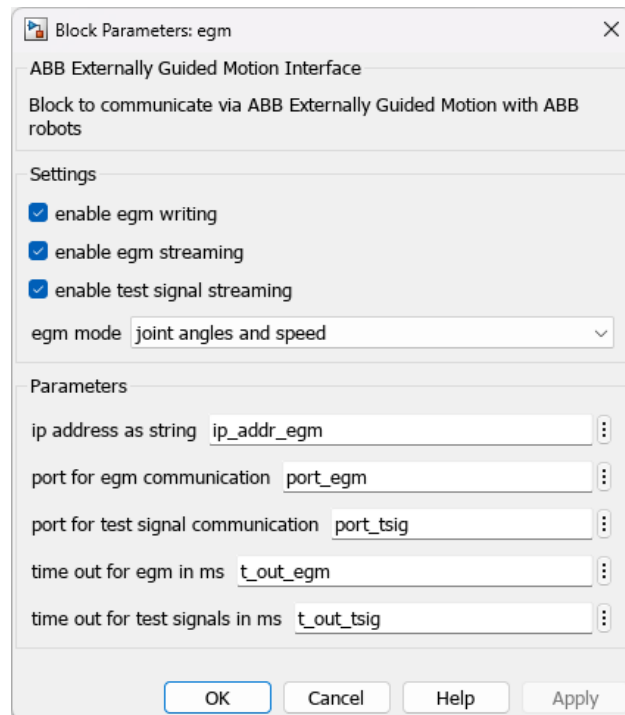 Block Parameters: egm
ABB Externally Guided Motion Interface
Block to communicate via ABB Externally Guided Motion with ABB
robots
Settings
enable egm writing
enable egm streaming
enable test signal streaming
egm mode joint angles and speed
Parameters
ip address as string ip_addr_egm
port for egm communication port_egm
port for test signal communication port_tsig
time out for egm in ms t_out_egm
time out for test signals in ms t_out_tsig
OK Cancel Help Apply